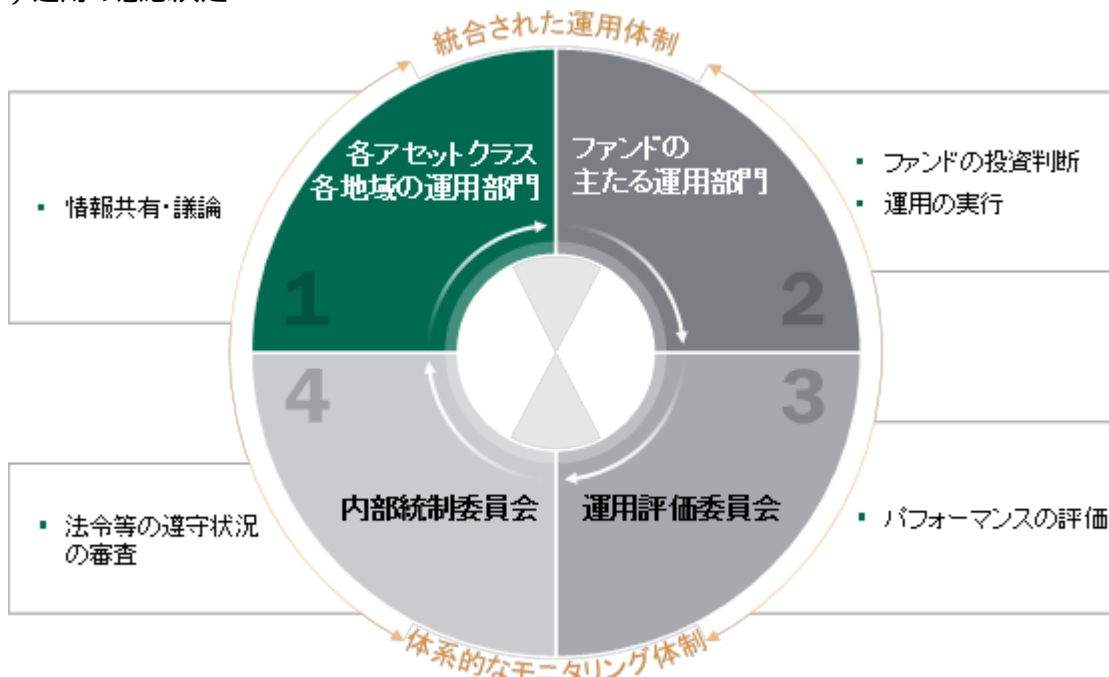 統合された運用体制
各アセットクラス
各地域の運用部門
1
ファンドの
主たる運用部門
2
・情報共有・議論
・ファンドの投資判断
・運用の実行
4
内部統制委員会
3
運用評価委員会
・法令等の遵守状況
の審査
・パフォーマンスの評価
体系的なモニタリング体制